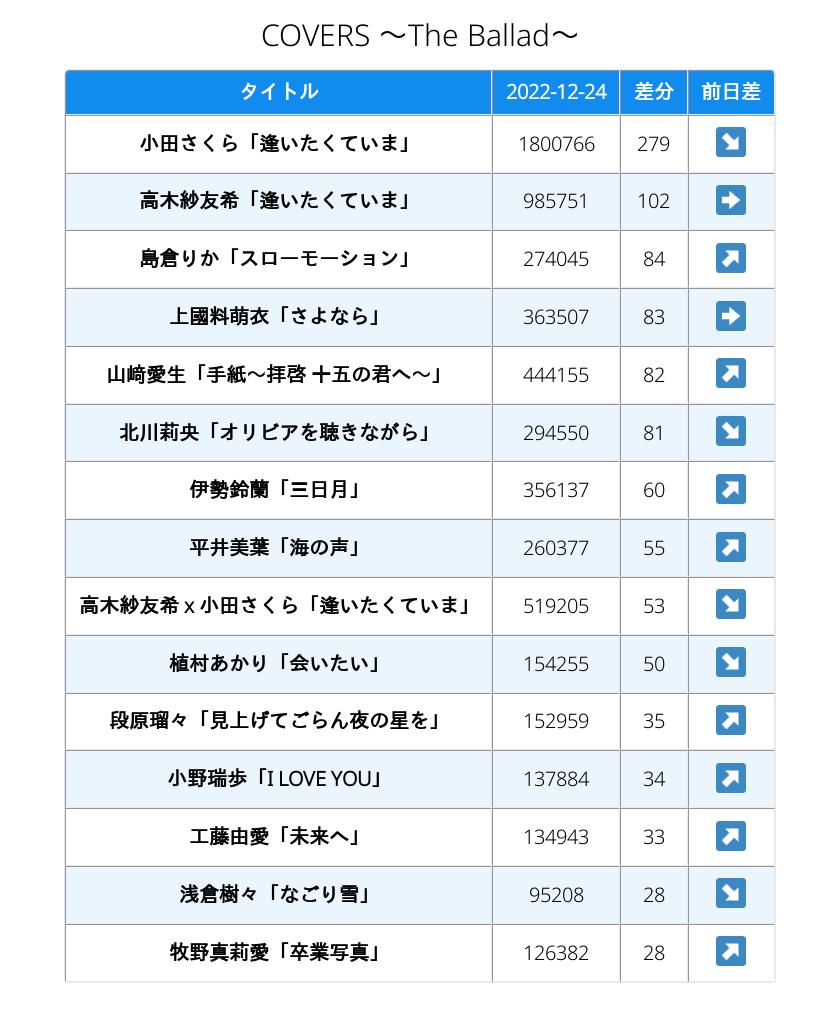 COVERS ～The Ballad～
タイトル 2022-12-24 差分 前日差
小田さくら「逢いたくていま」 1800766 279 ↘
高木紗友希「逢いたくていま」 985751 102 ➡
島倉りか「スローモーション」 274045 84 ↗
上國料萌衣「さよなら」 363507 83 ➡
山﨑愛生「手紙～拝啓 十五の君へ～」 444155 82 ↗
北川莉央「オリビアを聴きながら」 294550 81 ↘
伊勢鈴蘭「三日月」 356137 60 ↗
平井美葉「海の声」 260377 55 ↗
高木紗友希 x 小田さくら「逢いたくていま」 519205 53 ↘
植村あかり「会いたい」 154255 50 ↘
段原瑠々「見上げてごらん夜の星を」 152959 35 ↗
小野瑞歩「I LOVE YOU」 137884 34 ↗
工藤由愛「未来へ」 134943 33 ↗
浅倉樹々「なごり雪」 95208 28 ↘
牧野真莉愛「卒業写真」 126382 28 ↗